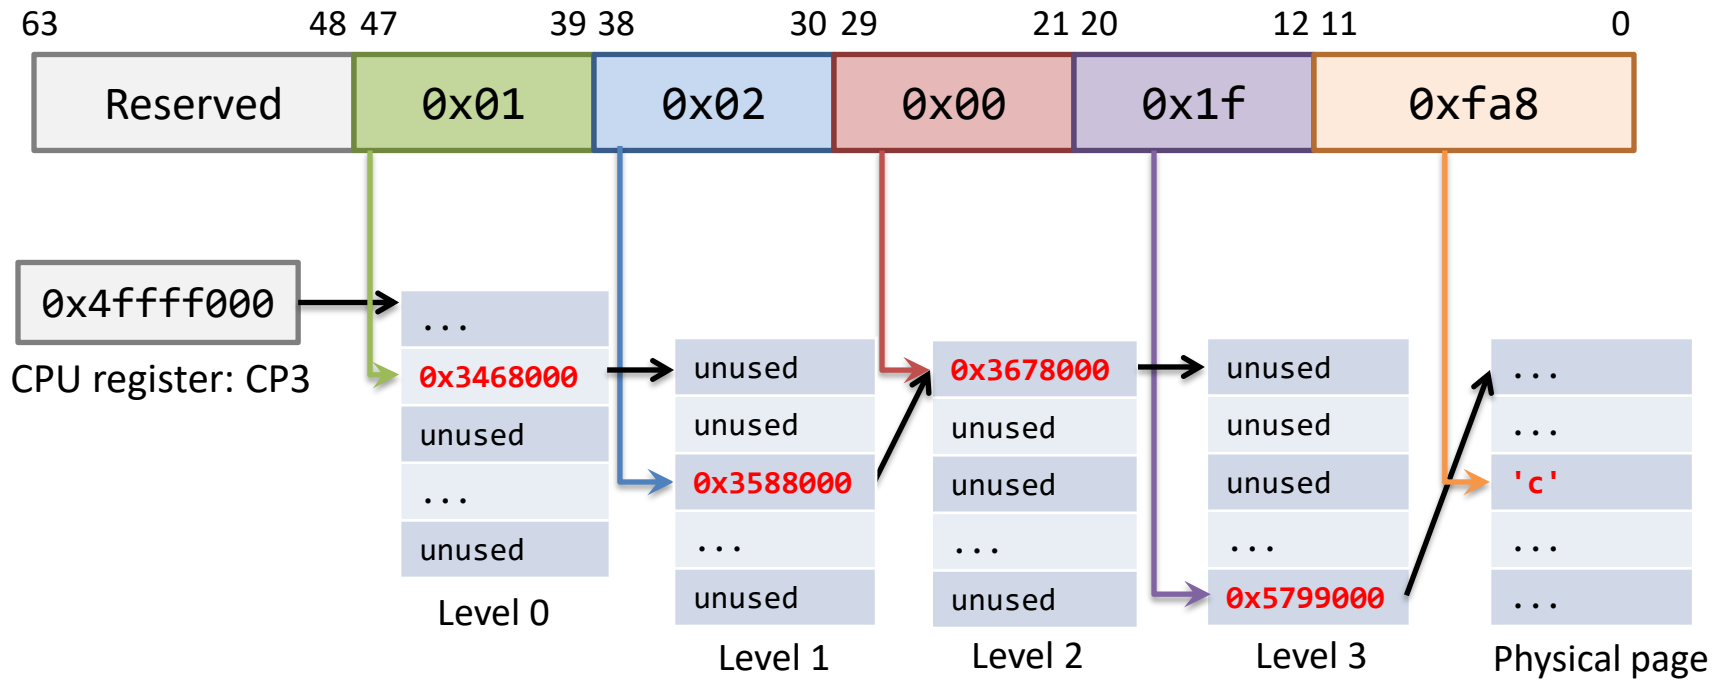 63 48 47 39 38 30 29 21 20 12 11 0
Reserved 0x01 0x02 0x00 0x1f 0xfa8
0x4ffff000
CPU register: CP3
...
0x3468000
unused
...
unused
Level 0
unused
unused
0x3588000
...
unused
Level 1
0x3678000
unused
unused
...
unused
Level 2
unused
unused
unused
...
0x5799000
Level 3
...
...
'c'
...
...
Physical page